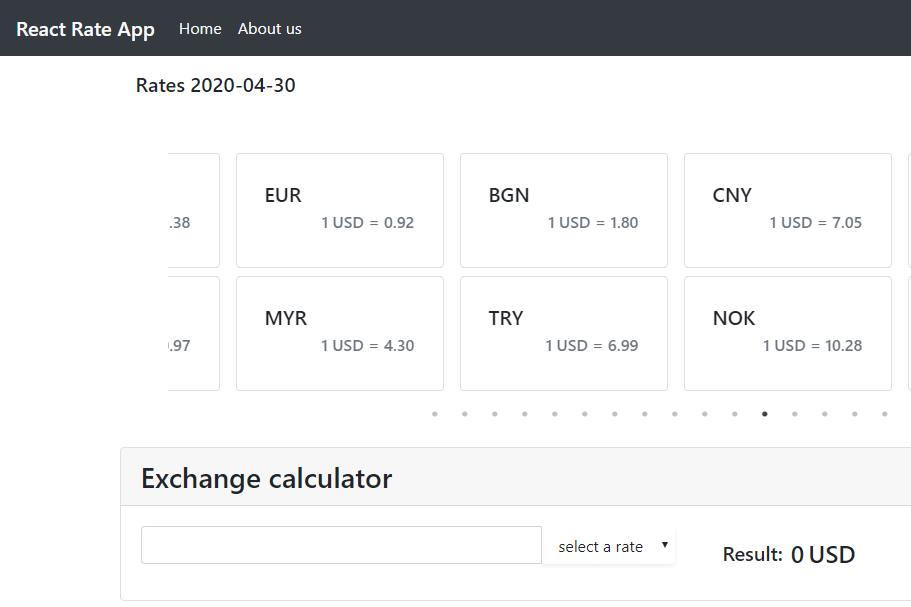 React Rate App Home About us
Rates 2020-04-30
EUR BGN CNY
.38 1 USD = 0.92 1 USD = 1.80 1 USD = 7.05
MYR TRY NOK
.97 1 USD = 4.30 1 USD = 6.99 1 USD = 10.28
Exchange calculator
select a rate Result: 0 USD